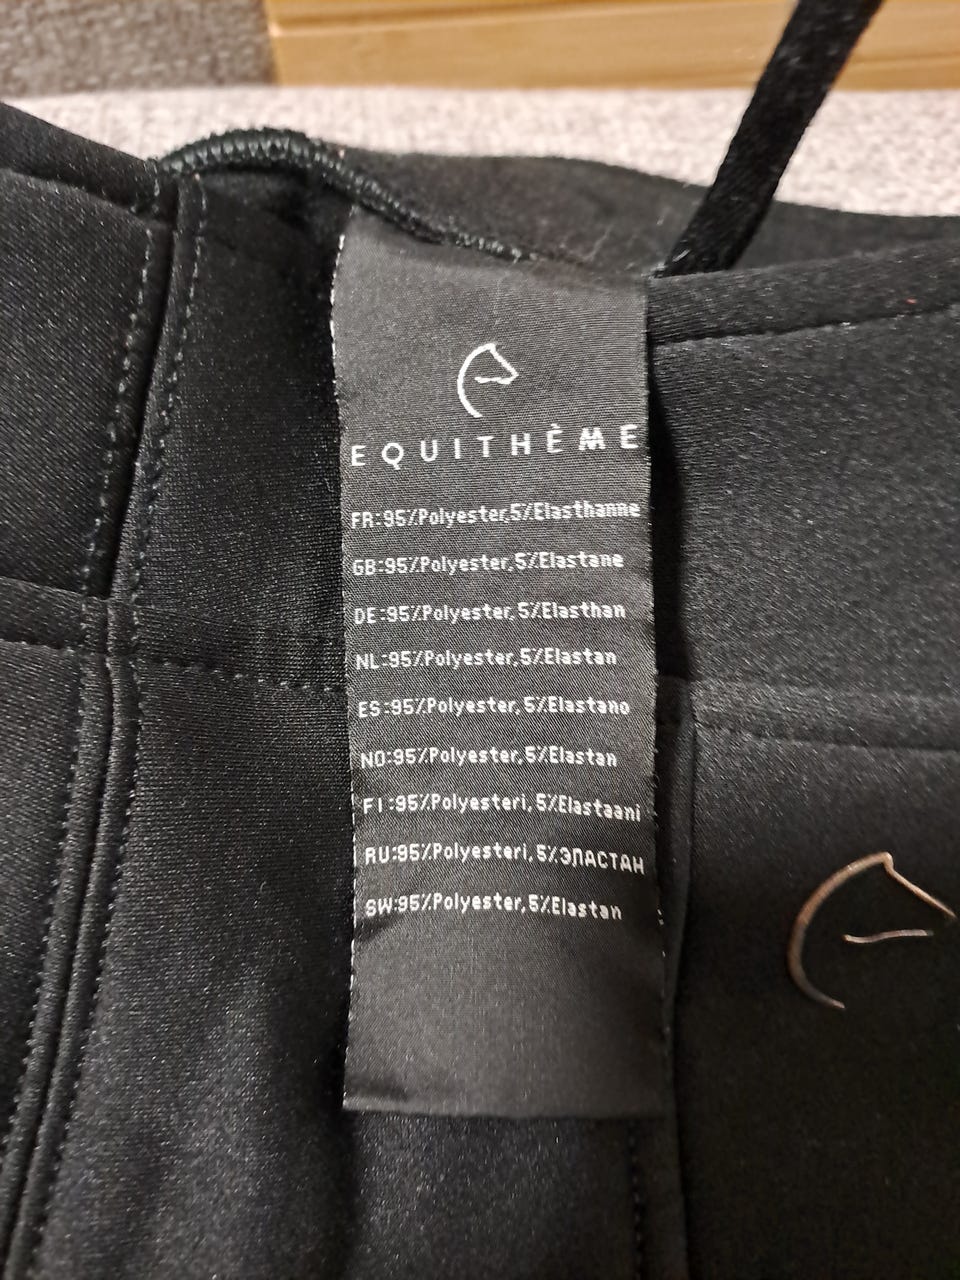 EQUITHÈME
FR:95%Polyester,5%Elasthanne
GB:95%Polyester,5%Elastane
DE:95%Polyester,5%Elasthan
NL:95%Polyester,5%Elastan
ES:95%Polyester,5%Elastano
NO:95%Polyester,5%Elastan
FI:95%Polyesteri,5%Elastaani
RU:95%Polyesteri,5%ЭЛАСТАН
SW:95%Polyester,5%Elastan